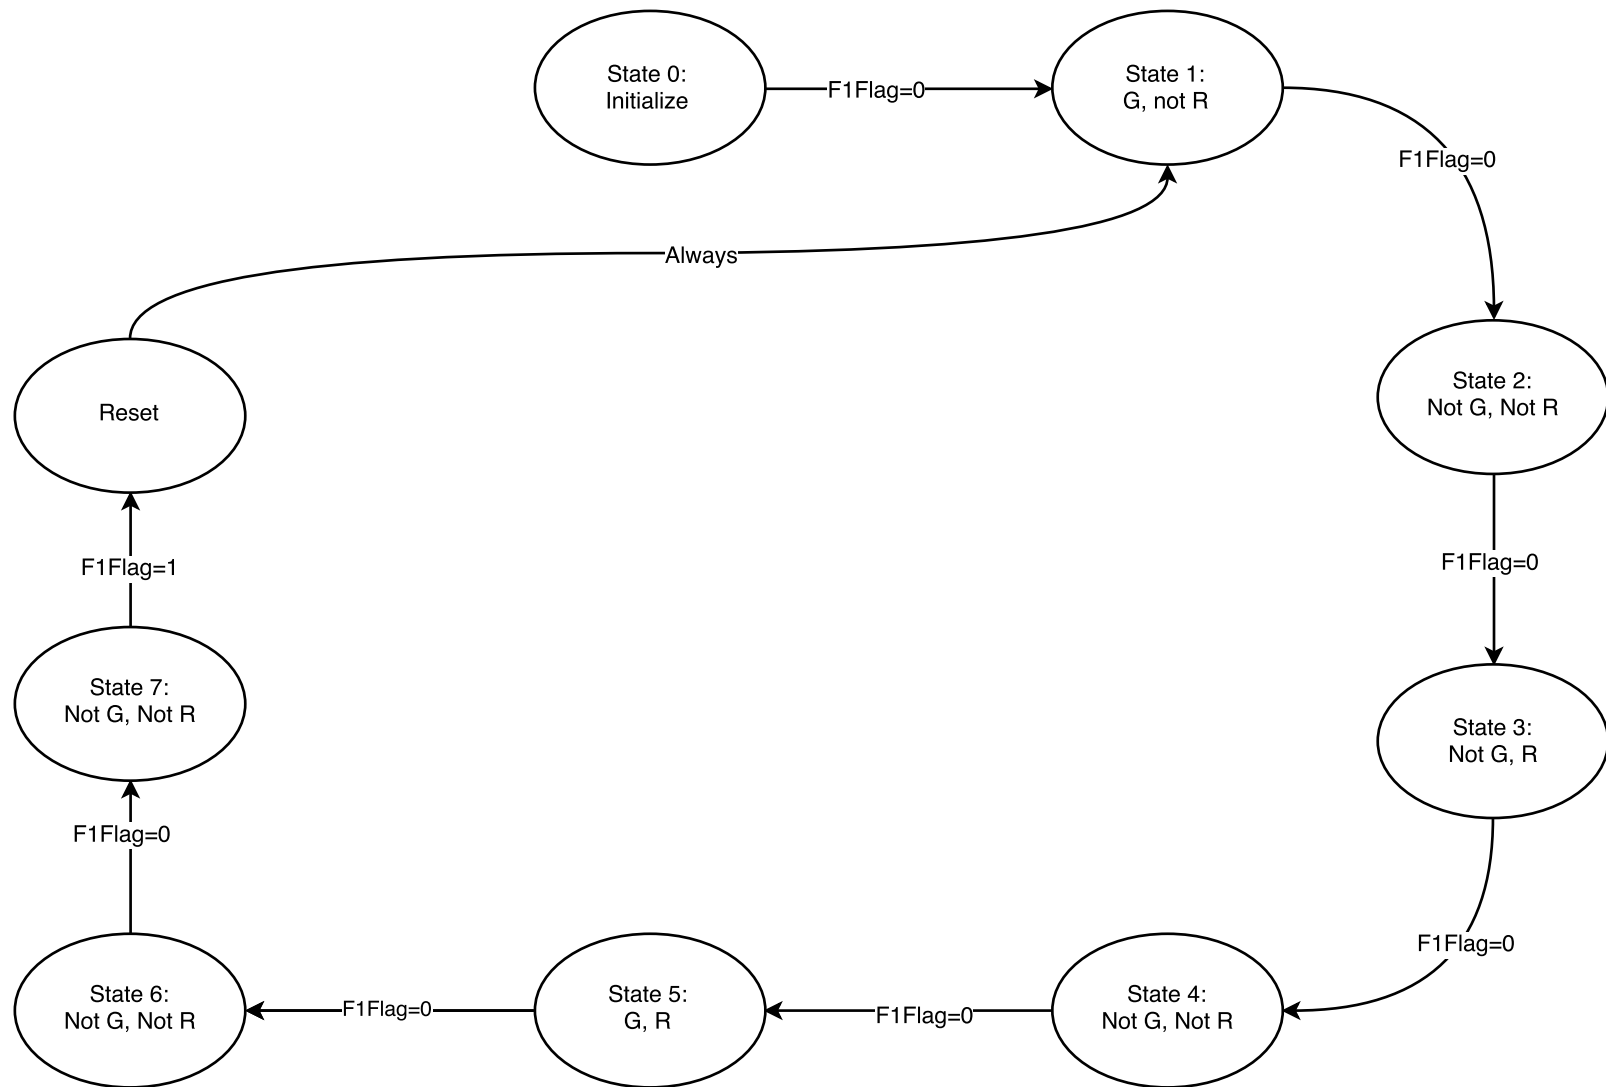 State 0:
Initialize
F1Flag=0
State 1:
G, not R
F1Flag=0
State 2:
Not G, Not R
F1Flag=0
State 3:
Not G, R
F1Flag=0
State 4:
Not G, Not R
F1Flag=0
State 5:
G, R
F1Flag=0
State 6:
Not G, Not R
F1Flag=0
State 7:
Not G, Not R
F1Flag=1
Reset
Always